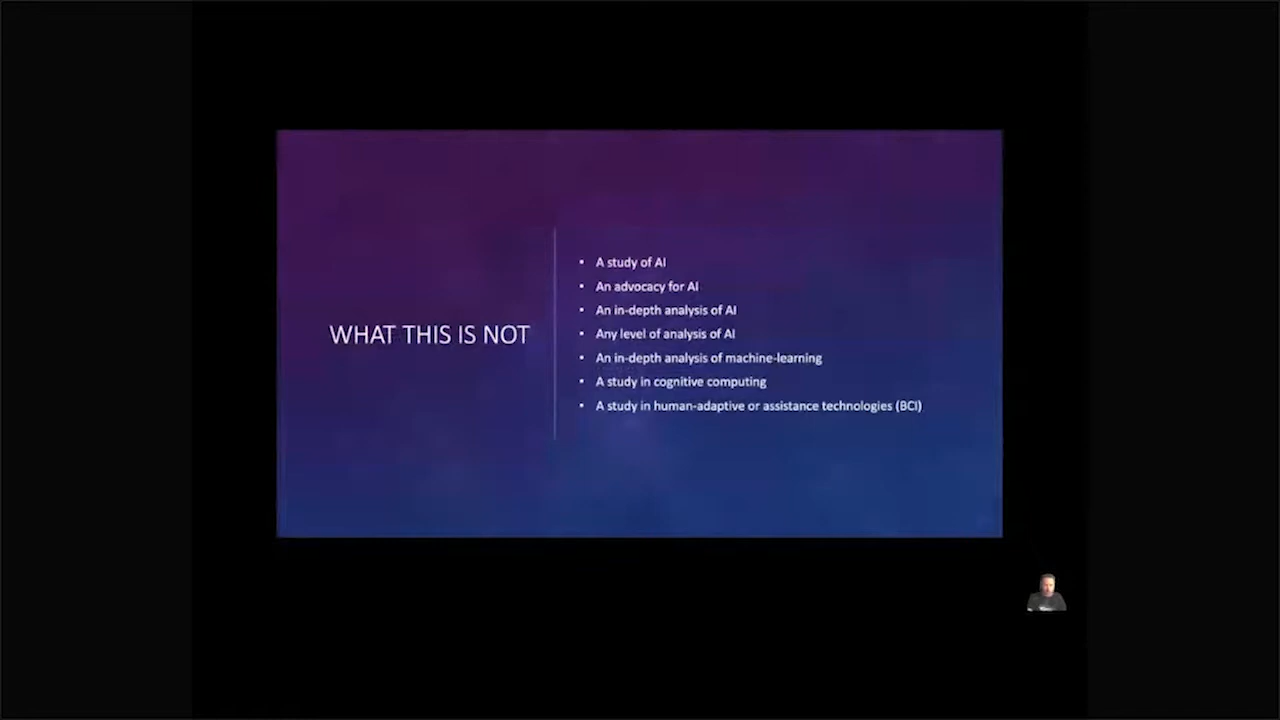 WHAT THIS IS NOT
• A study of AI
• An advocacy for AI
• An in-depth analysis of AI
• Any level of analysis of AI
• An in-depth analysis of machine-learning
• A study in cognitive computing
• A study in human-adaptive or assistance technologies (BCI)